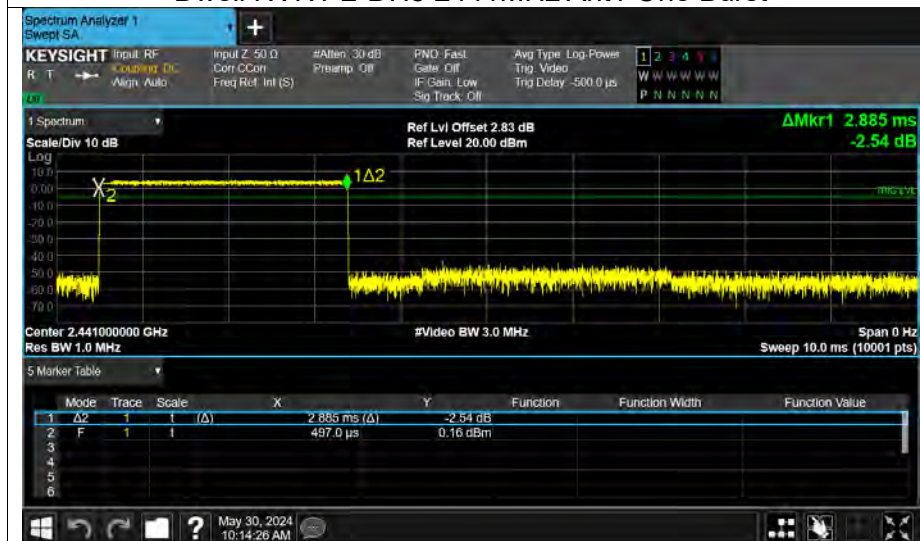 Spectrum Analyzer 1
Swept SA
+
KEYSIGHT Input: RF
R T
Coupling: DC
Align: Auto
Input Z: 50 Ω
Corr CCorr
Freq Ref: Int (S)
#Atten: 30 dB
Preamp: Off
PNO: Fast
Gate: Off
IF Gain: Low
Sig Track: Off
Avg Type: Log-Power
Trig: Video
Trig Delay: -500.0 µs
1 2 3 4 5 6
W W W W W W
P N N N N N
1 Spectrum
Scale/Div 10 dB
Ref Lvl Offset 2.83 dB
Ref Level 20.00 dBm
ΔMkr1 2.885 ms
-2.54 dB
Log
10.0
0.00
-10.0
-20.0
-30.0
-40.0
-50.0
-60.0
-70.0
2
1Δ2
TRIG LVL
Center 2.441000000 GHz
Res BW 1.0 MHz
#Video BW 3.0 MHz
Span 0 Hz
Sweep 10.0 ms (10001 pts)
5 Marker Table
Mode Trace Scale X Y Function Function Width Function Value
1 Δ2 1 t (Δ) 2.885 ms (Δ) -2.54 dB
2 F 1 t 497.0 µs 0.16 dBm
3
4
5
6
?
May 30, 2024
10:14:26 AM